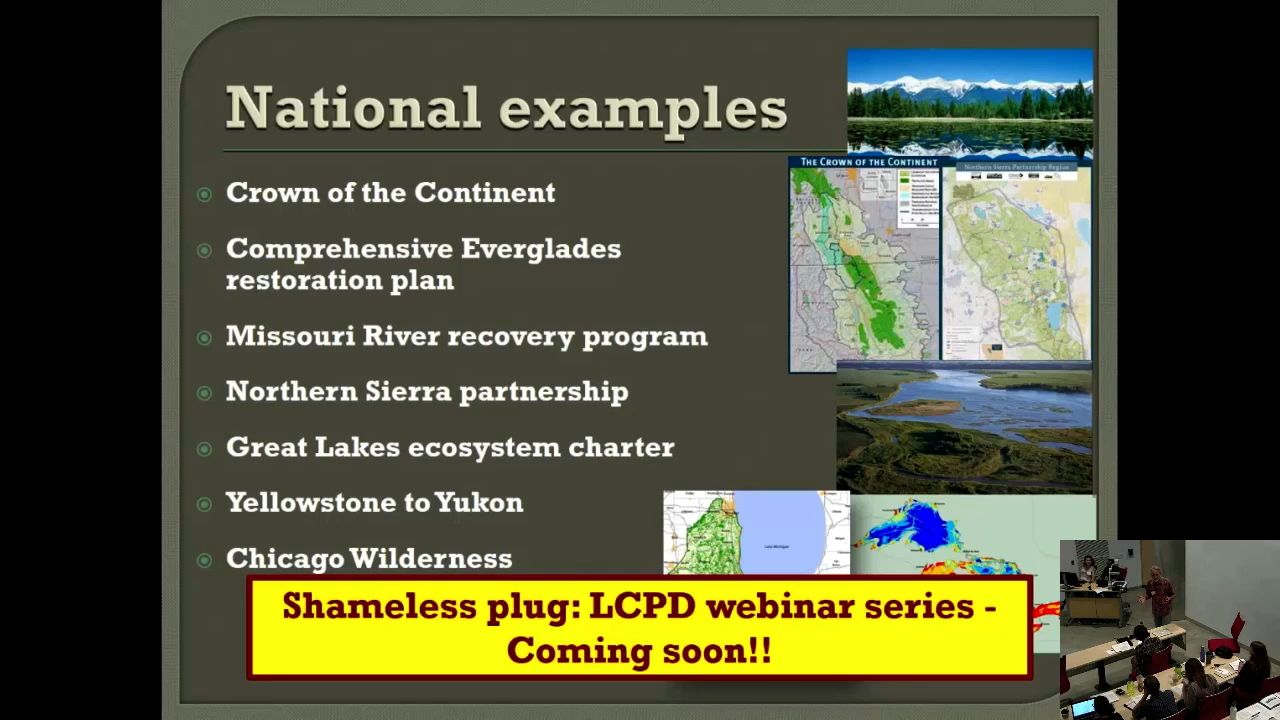 National examples
Crown of the Continent
Comprehensive Everglades
restoration plan
Missouri River recovery program
Northern Sierra partnership
Great Lakes ecosystem charter
Yellowstone to Yukon
Chicago Wilderness
THE CROWN OF THE CONTINENT
Northern Sierra Partnership Region
Lake Michigan
Shameless plug: LCPD webinar series -
Coming soon!!